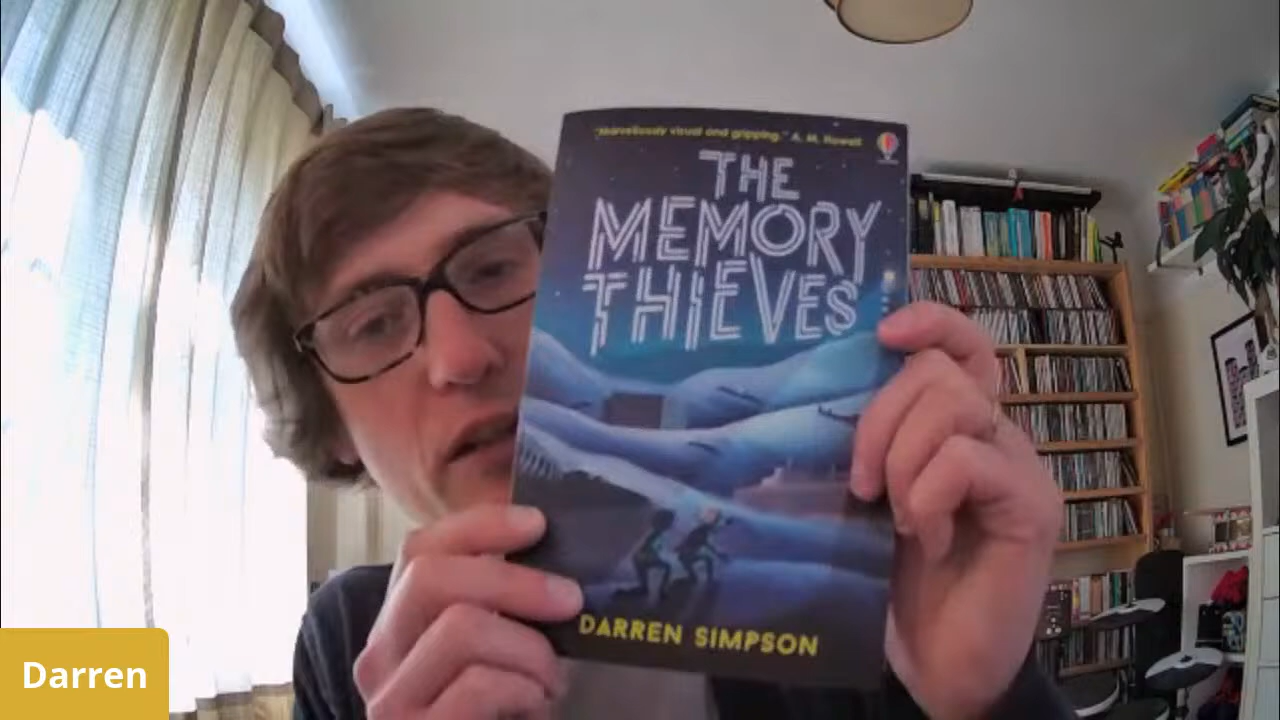 "Marvellously visual and gripping." A. M. Howell
THE
MEMORY
THIEVES
DARREN SIMPSON
Darren